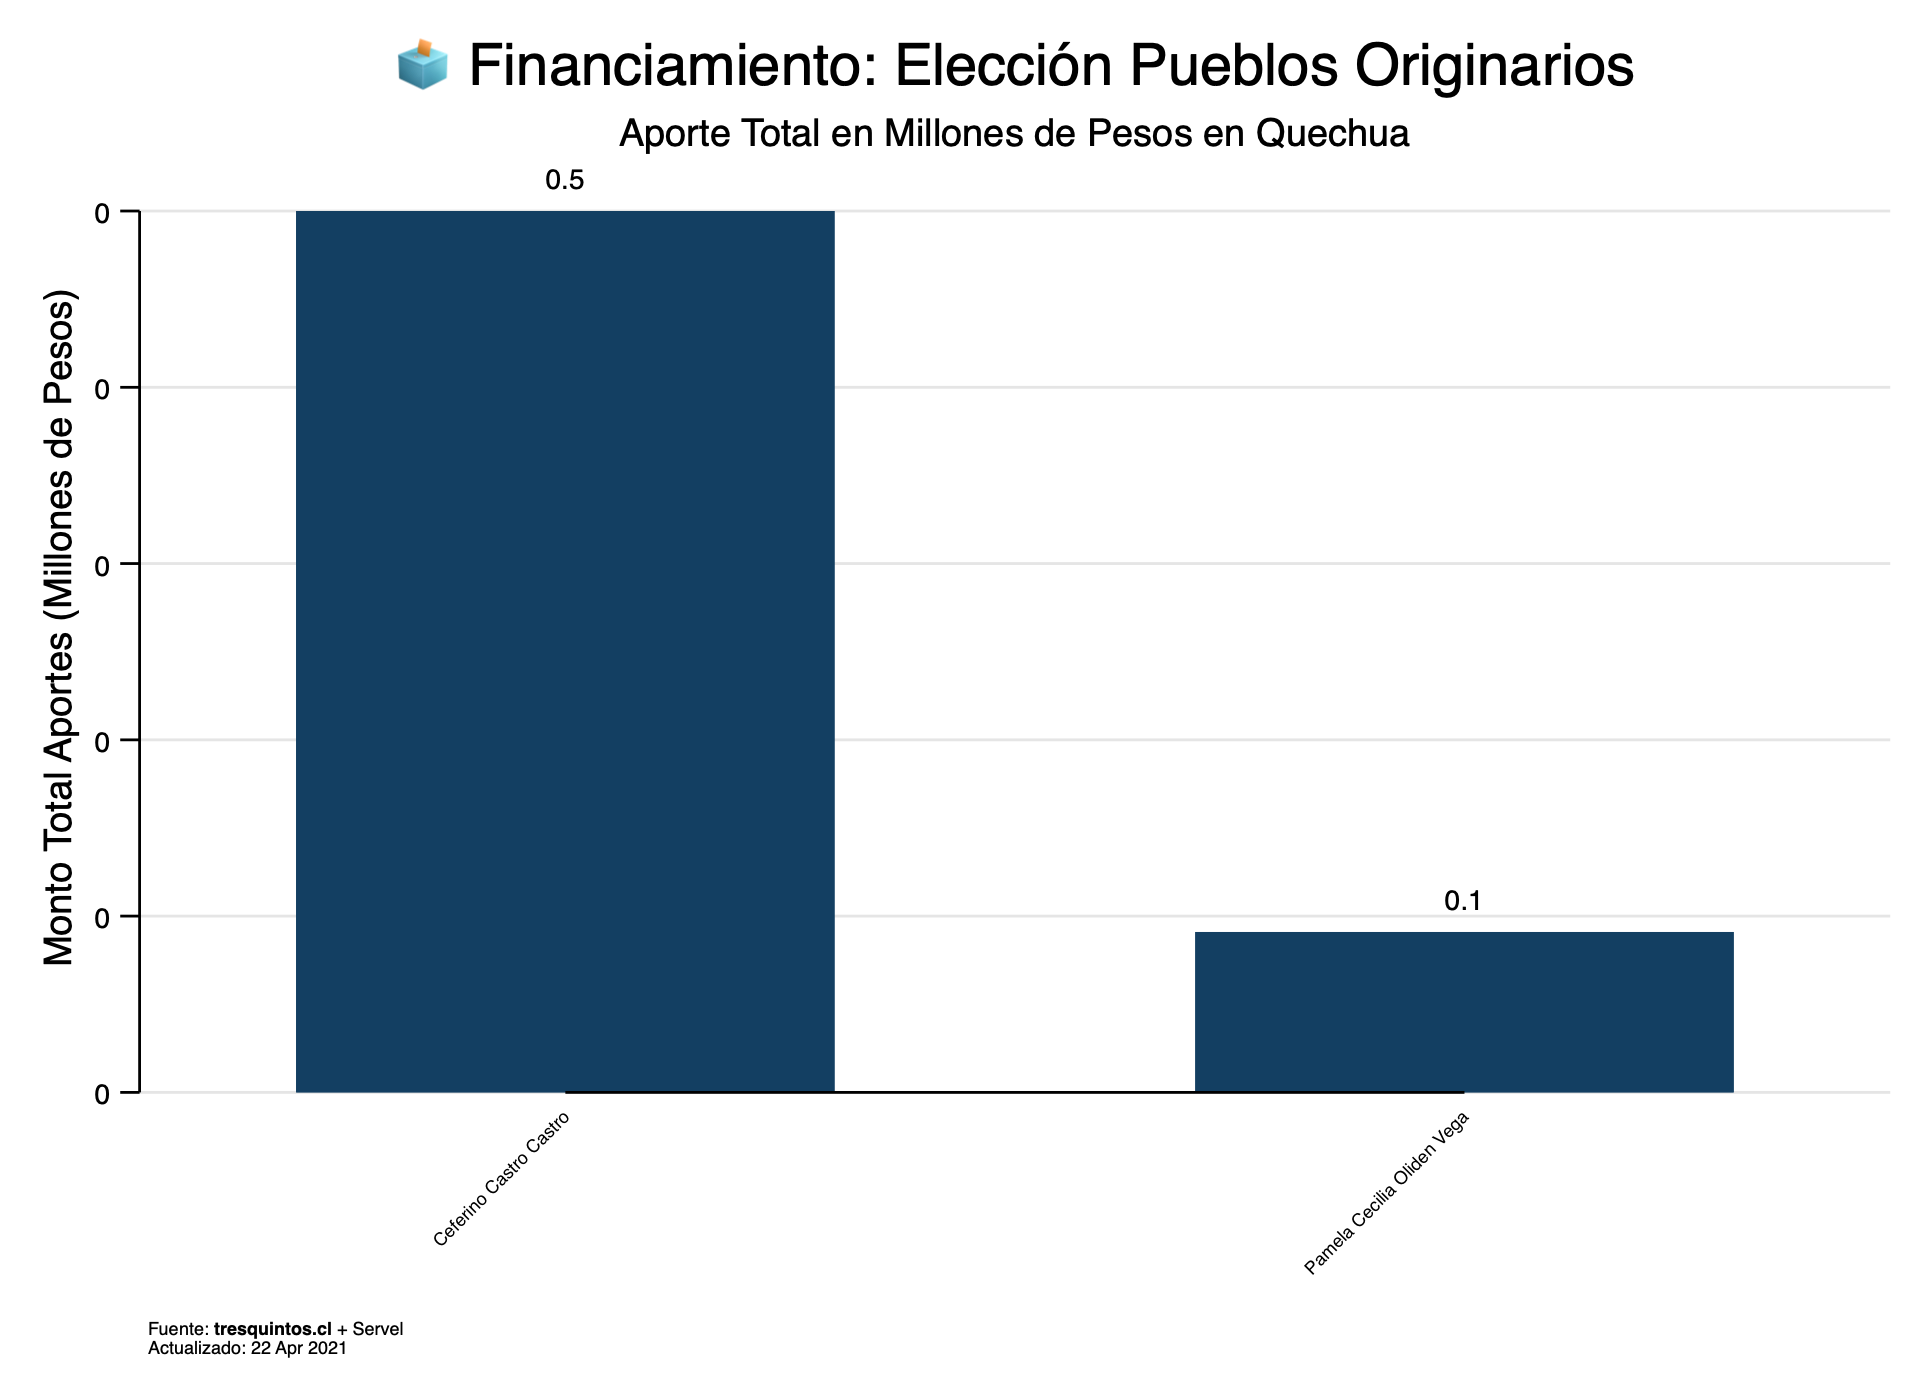 Financiamiento: Elección Pueblos Originarios
Aporte Total en Millones de Pesos en Quechua
Monto Total Aportes (Millones de Pesos)
0
0
0
0
0
0
0.5
0.1
Ceferino Castro Castro
Pamela Cecilia Oliden Vega
Fuente: tresquintos.cl + Servel
Actualizado: 22 Apr 2021